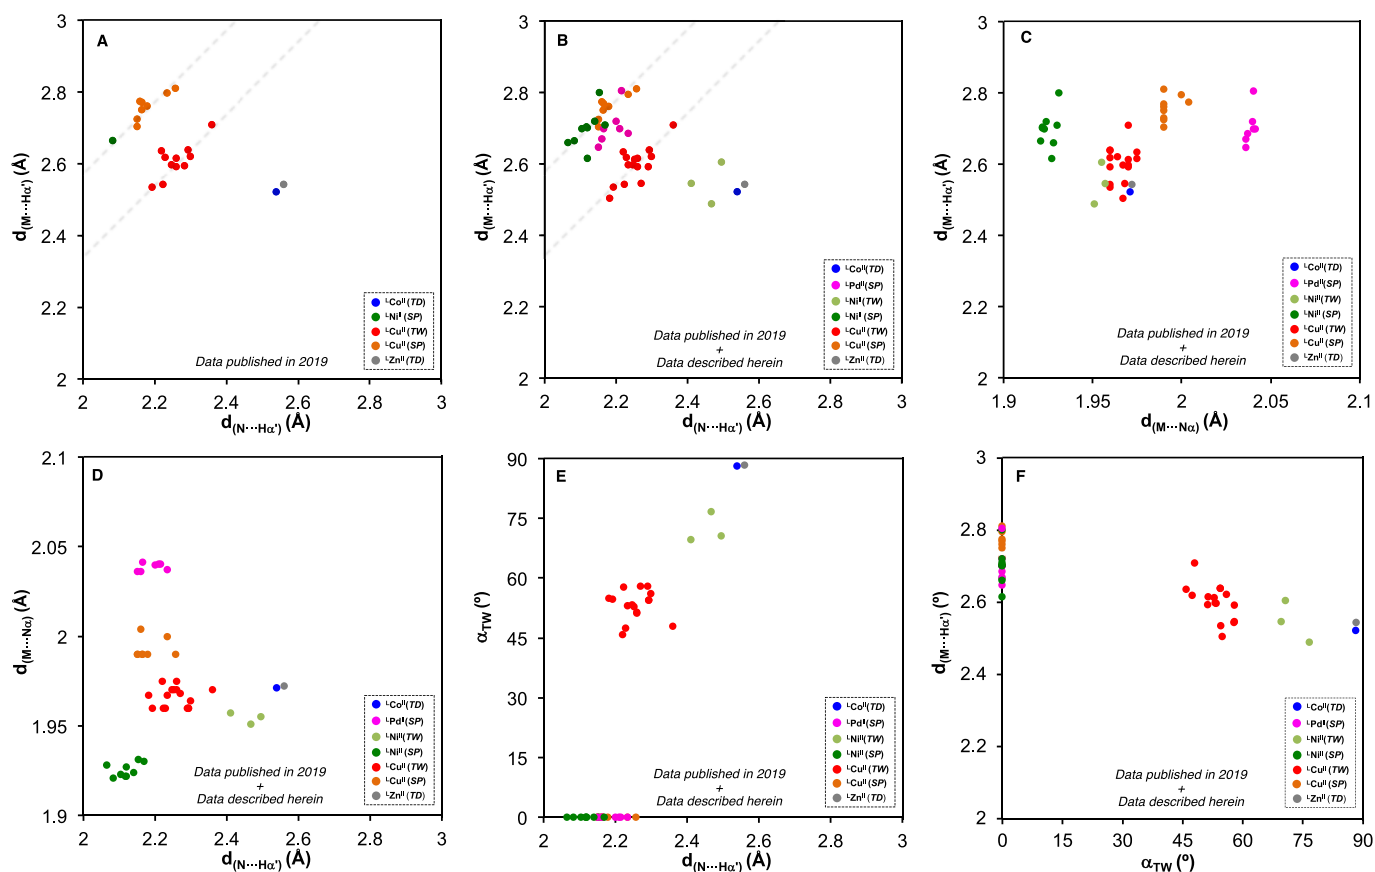 A
3
2.8
2.6
2.4
2.2
2
d(M···Hα') (Å)
2 2.2 2.4 2.6 2.8 3
d(N···Hα') (Å)
ᴸCoᴵᴵ(TD)
ᴸNiᴵᴵ(SP)
ᴸCuᴵᴵ(TW)
ᴸCuᴵᴵ(SP)
ᴸZnᴵᴵ(TD)
Data published in 2019
B
3
2.8
2.6
2.4
2.2
2
d(M···Hα') (Å)
2 2.2 2.4 2.6 2.8 3
d(N···Hα') (Å)
ᴸCoᴵᴵ(TD)
ᴸPdᴵᴵ(SP)
ᴸNiᴵᴵ(TW)
ᴸNiᴵᴵ(SP)
ᴸCuᴵᴵ(TW)
ᴸCuᴵᴵ(SP)
ᴸZnᴵᴵ(TD)
Data published in 2019
+
Data described herein
C
3
2.8
2.6
2.4
2.2
2
d(M···Hα') (Å)
1.9 1.95 2 2.05 2.1
d(M···Nα) (Å)
ᴸCoᴵᴵ(TD)
ᴸPdᴵᴵ(SP)
ᴸNiᴵᴵ(TW)
ᴸNiᴵᴵ(SP)
ᴸCuᴵᴵ(TW)
ᴸCuᴵᴵ(SP)
ᴸZnᴵᴵ(TD)
Data published in 2019
+
Data described herein
D
2.1
2.05
2
1.95
1.9
d(M···Nα) (Å)
2 2.2 2.4 2.6 2.8 3
d(N···Hα') (Å)
ᴸCoᴵᴵ(TD)
ᴸPdᴵᴵ(SP)
ᴸNiᴵᴵ(TW)
ᴸNiᴵᴵ(SP)
ᴸCuᴵᴵ(TW)
ᴸCuᴵᴵ(SP)
ᴸZnᴵᴵ(TD)
Data published in 2019
+
Data described herein
E
90
75
60
45
30
15
0
αTW (º)
2 2.2 2.4 2.6 2.8 3
d(N···Hα') (Å)
ᴸCoᴵᴵ(TD)
ᴸPdᴵᴵ(SP)
ᴸNiᴵᴵ(TW)
ᴸNiᴵᴵ(SP)
ᴸCuᴵᴵ(TW)
ᴸCuᴵᴵ(SP)
ᴸZnᴵᴵ(TD)
Data published in 2019
+
Data described herein
F
3
2.8
2.6
2.4
2.2
2
d(M···Hα') (Å)
0 15 30 45 60 75 90
αTW (º)
ᴸCoᴵᴵ(TD)
ᴸPdᴵᴵ(SP)
ᴸNiᴵᴵ(TW)
ᴸNiᴵᴵ(SP)
ᴸCuᴵᴵ(TW)
ᴸCuᴵᴵ(SP)
ᴸZnᴵᴵ(TD)
Data published in 2019
+
Data described herein